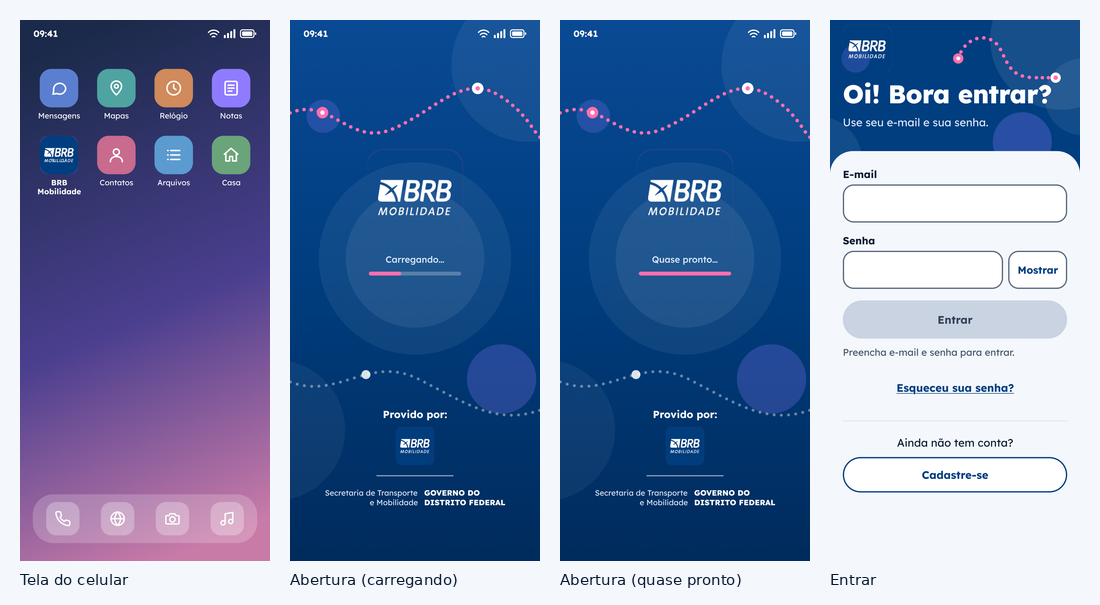 09:41
Mensagens
Mapas
Relógio
Notas
BRB
MOBILIDADE
BRB
Mobilidade
Contatos
Arquivos
Casa
Tela do celular
09:41
BRB
MOBILIDADE
Carregando...
Provido por:
BRB
MOBILIDADE
Secretaria de Transporte
e Mobilidade
GOVERNO DO
DISTRITO FEDERAL
Abertura (carregando)
09:41
BRB
MOBILIDADE
Quase pronto...
Provido por:
BRB
MOBILIDADE
Secretaria de Transporte
e Mobilidade
GOVERNO DO
DISTRITO FEDERAL
Abertura (quase pronto)
BRB
MOBILIDADE
Oi! Bora entrar?
Use seu e-mail e sua senha.
E-mail
Senha
Mostrar
Entrar
Preencha e-mail e senha para entrar.
Esqueceu sua senha?
Ainda não tem conta?
Cadastre-se
Entrar